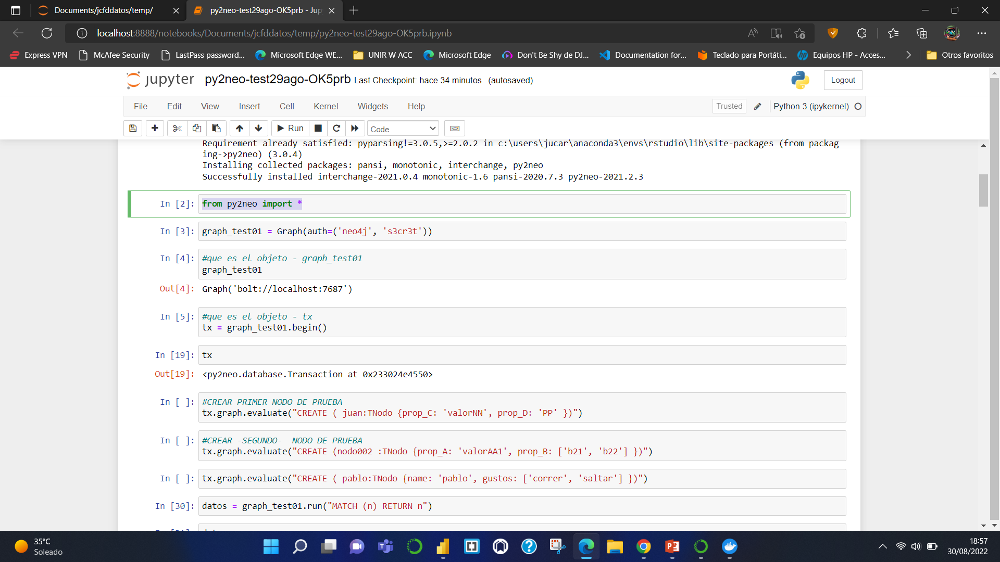 Documents/jcfddatos/temp/
py2neo-test29ago-OK5prb - Jup
localhost:8888/notebooks/Documents/jcfddatos/temp/py2neo-test29ago-OK5prb.ipynb
Express VPN McAfee Security LastPass password... Microsoft Edge WE... UNIR W ACC Microsoft Edge Don't Be Shy de DJ... Documentation for... Teclado para Portáti... Equipos HP - Acces... Otros favoritos
jupyter py2neo-test29ago-OK5prb Last Checkpoint: hace 34 minutos (autosaved)
Logout
File Edit View Insert Cell Kernel Widgets Help
Trusted Python 3 (ipykernel)
Run Code
Requirement already satisfied: pyparsing!=3.0.5,>=2.0.2 in c:\users\jucar\anaconda3\envs\rstudio\lib\site-packages (from packag
ing->py2neo) (3.0.4)
Installing collected packages: pansi, monotonic, interchange, py2neo
Successfully installed interchange-2021.0.4 monotonic-1.6 pansi-2020.7.3 py2neo-2021.2.3
In [2]: from py2neo import *
In [3]: graph_test01 = Graph(auth=('neo4j', 's3cr3t'))
In [4]: #que es el objeto - graph_test01
graph_test01
Out[4]: Graph('bolt://localhost:7687')
In [5]: #que es el objeto - tx
tx = graph_test01.begin()
In [19]: tx
Out[19]: <py2neo.database.Transaction at 0x233024e4550>
In [ ]: #CREAR PRIMER NODO DE PRUEBA
tx.graph.evaluate("CREATE ( juan:TNodo {prop_C: 'valorNN', prop_D: 'PP' })")
In [ ]: #CREAR -SEGUNDO-  NODO DE PRUEBA
tx.graph.evaluate("CREATE (nodo002 :TNodo {prop_A: 'valorAA1', prop_B: ['b21', 'b22'] })")
In [ ]: tx.graph.evaluate("CREATE ( pablo:TNodo {name: 'pablo', gustos: ['correr', 'saltar'] })")
In [30]: datos = graph_test01.run("MATCH (n) RETURN n")
35°C
Soleado
18:57
30/08/2022